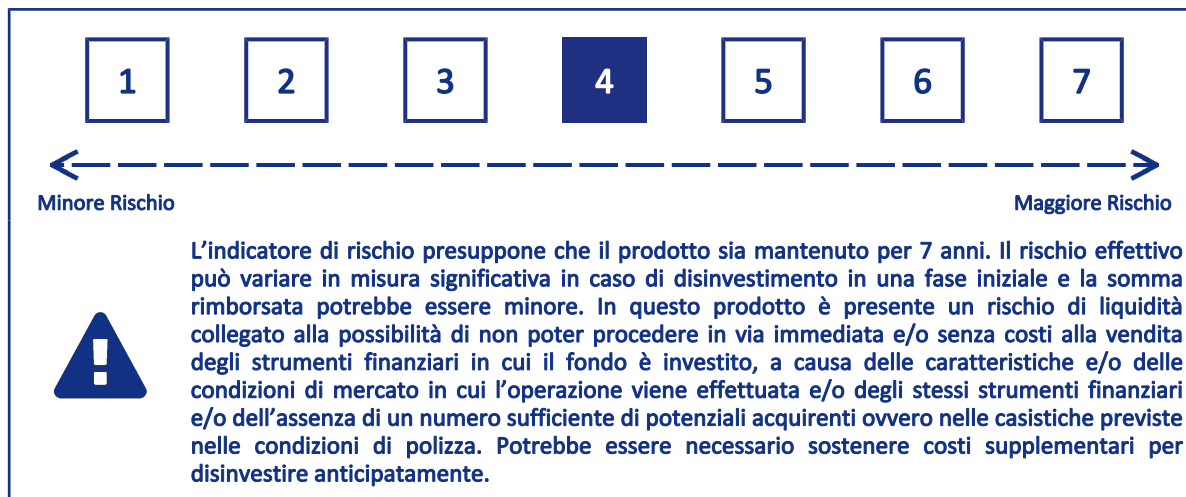 1 2 3 4 5 6 7
Minore Rischio Maggiore Rischio
L’indicatore di rischio presuppone che il prodotto sia mantenuto per 7 anni. Il rischio effettivo
può variare in misura significativa in caso di disinvestimento in una fase iniziale e la somma
rimborsata potrebbe essere minore. In questo prodotto è presente un rischio di liquidità
collegato alla possibilità di non poter procedere in via immediata e/o senza costi alla vendita
degli strumenti finanziari in cui il fondo è investito, a causa delle caratteristiche e/o delle
condizioni di mercato in cui l’operazione viene effettuata e/o degli stessi strumenti finanziari
e/o dell’assenza di un numero sufficiente di potenziali acquirenti ovvero nelle casistiche previste
nelle condizioni di polizza. Potrebbe essere necessario sostenere costi supplementari per
disinvestire anticipatamente.